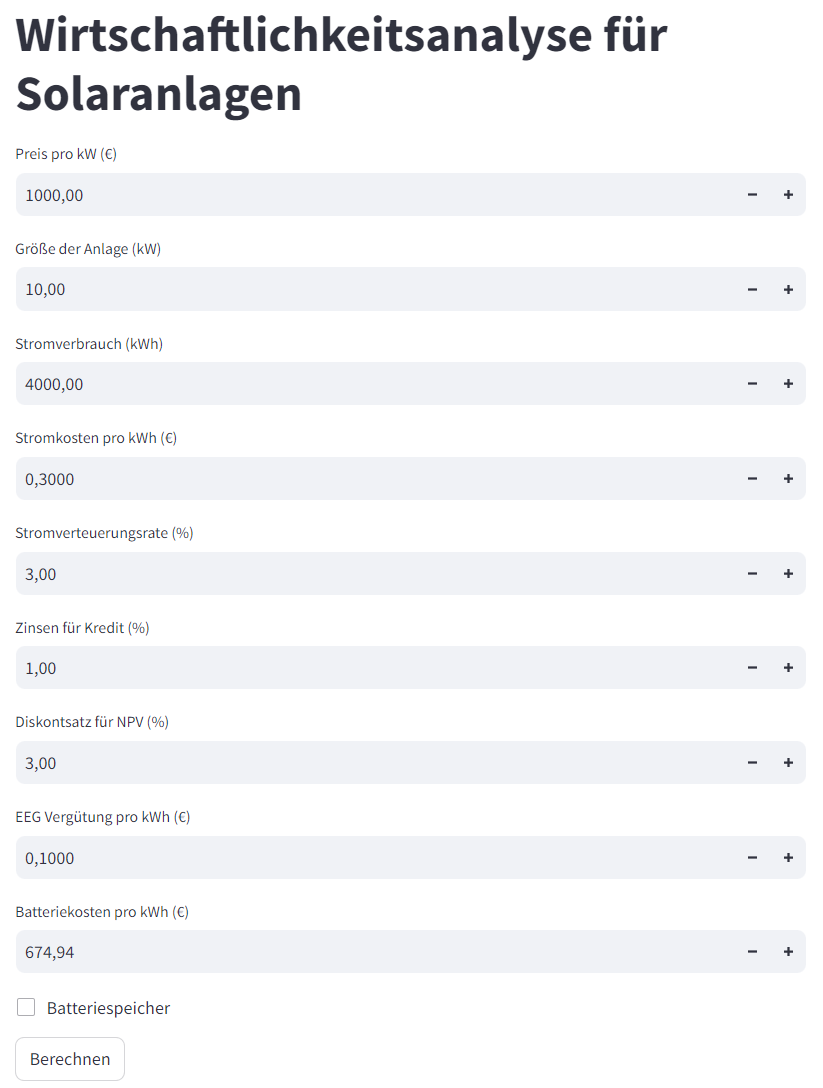 Wirtschaftlichkeitsanalyse für
Solaranlagen
Preis pro kW (€)
1000,00
Größe der Anlage (kW)
10,00
Stromverbrauch (kWh)
4000,00
Stromkosten pro kWh (€)
0,3000
Stromverteuerungsrate (%)
3,00
Zinsen für Kredit (%)
1,00
Diskontsatz für NPV (%)
3,00
EEG Vergütung pro kWh (€)
0,1000
Batteriekosten pro kWh (€)
674,94
Batteriespeicher
Berechnen